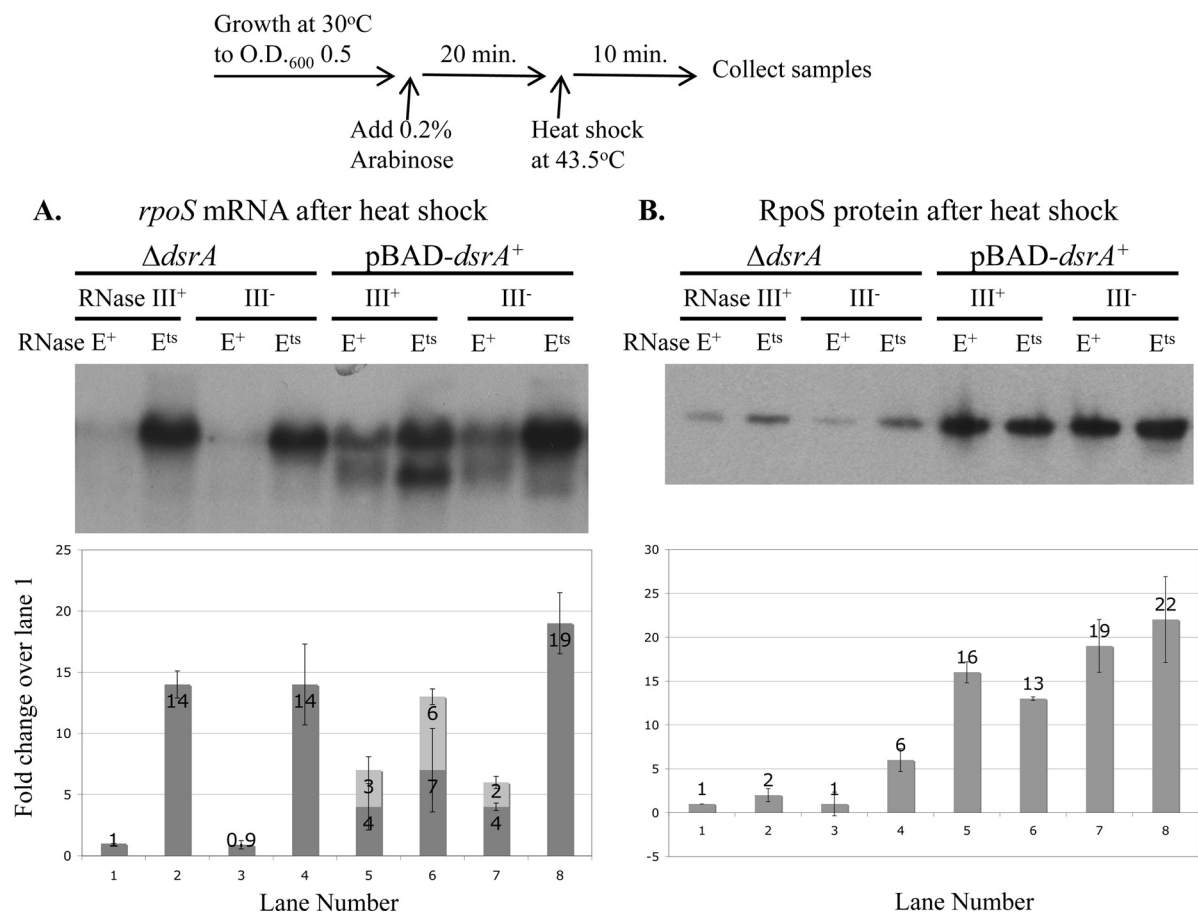 Growth at 30°C
to O.D.₆₀₀ 0.5
20 min.
10 min.
Collect samples
Add 0.2%
Arabinose
Heat shock
at 43.5°C
A. rpoS mRNA after heat shock
ΔdsrA pBAD-dsrA⁺
RNase III⁺ III⁻ III⁺ III⁻
RNase E⁺ Eᵗˢ E⁺ Eᵗˢ E⁺ Eᵗˢ E⁺ Eᵗˢ
Fold change over lane 1
25
20
15
10
5
0
1 14 0.9 14 3 4 6 7 2 4 19
1 2 3 4 5 6 7 8
Lane Number
B. RpoS protein after heat shock
ΔdsrA pBAD-dsrA⁺
RNase III⁺ III⁻ III⁺ III⁻
RNase E⁺ Eᵗˢ E⁺ Eᵗˢ E⁺ Eᵗˢ E⁺ Eᵗˢ
30
25
20
15
10
5
0
-5
1 2 1 6 16 13 19 22
1 2 3 4 5 6 7 8
Lane Number